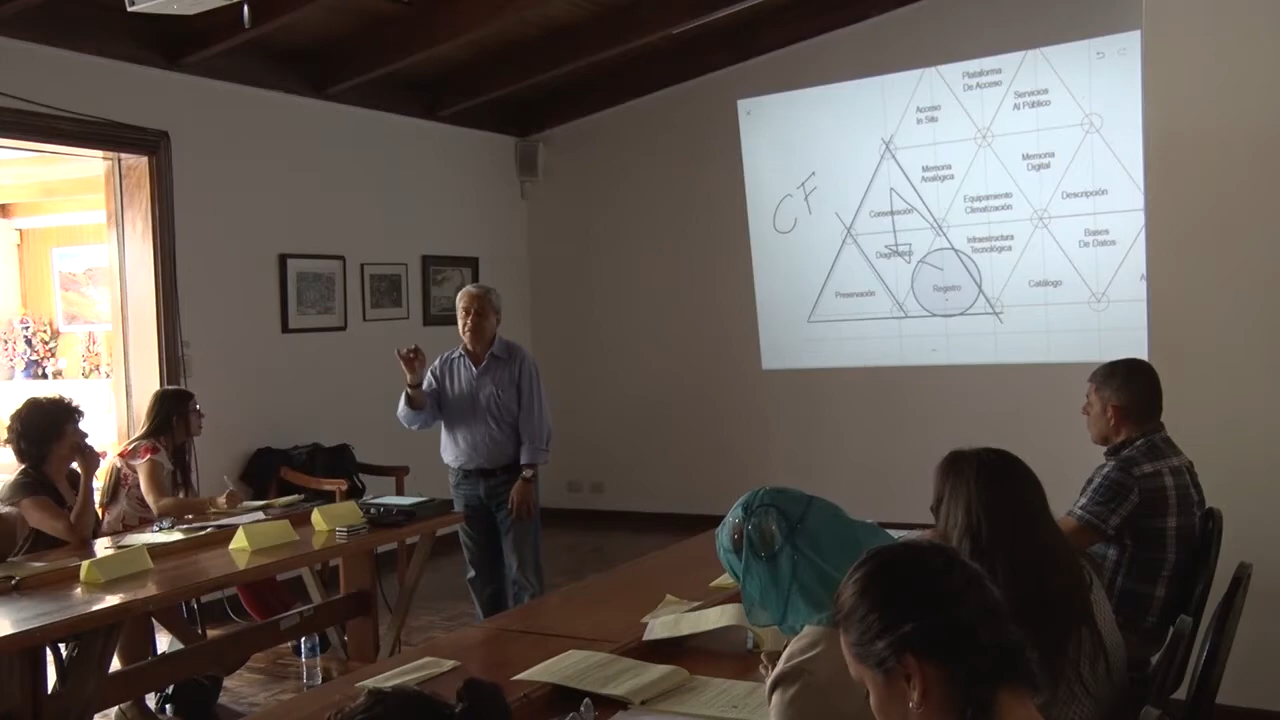 Plataforma
De Acceso
Acceso
In Situ
Servicios
Al Público
Memoria
Analógica
Memoria
Digital
CF
Conservación
Equipamiento
Climatización
Descripción
Diagnóstico
Infraestructura
Tecnológica
Bases
De Datos
Preservación
Registro
Catálogo
A